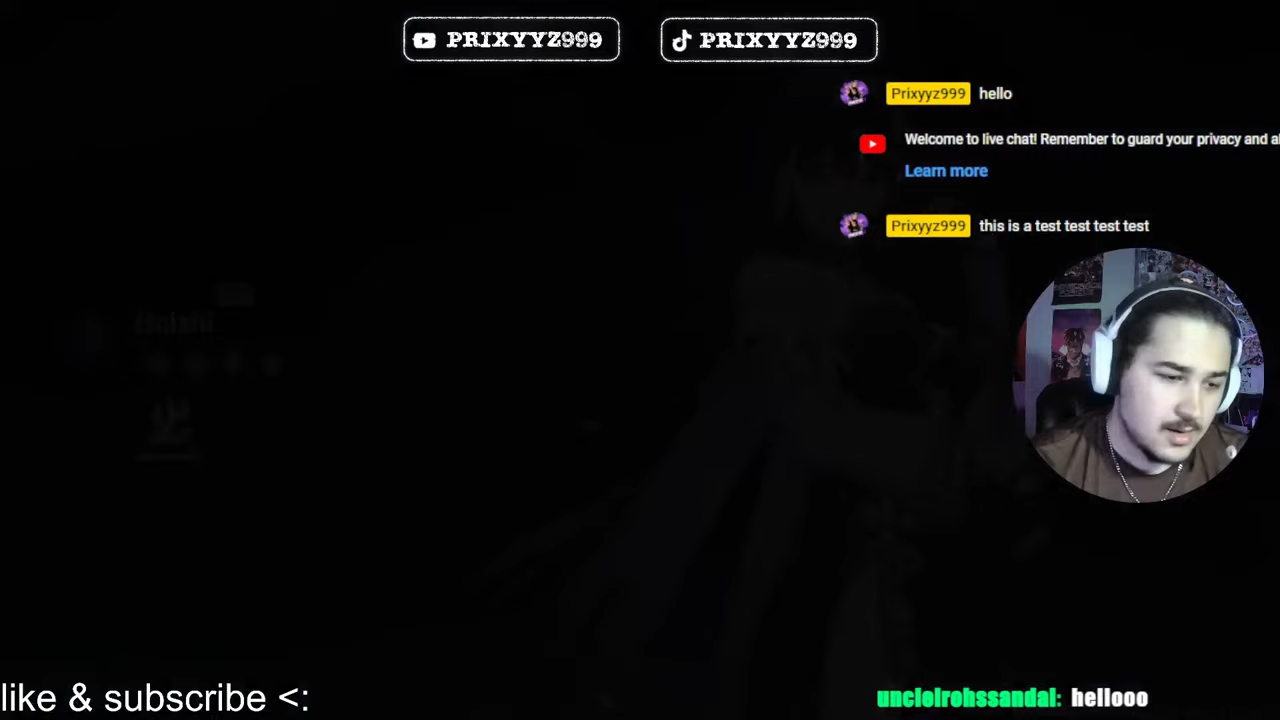 PRIXYYZ999
PRIXYYZ999
Prixyyz999 hello
Welcome to live chat! Remember to guard your privacy and
Learn more
Prixyyz999 this is a test test test test
like & subscribe <:
unclolrohssandal: hellooo